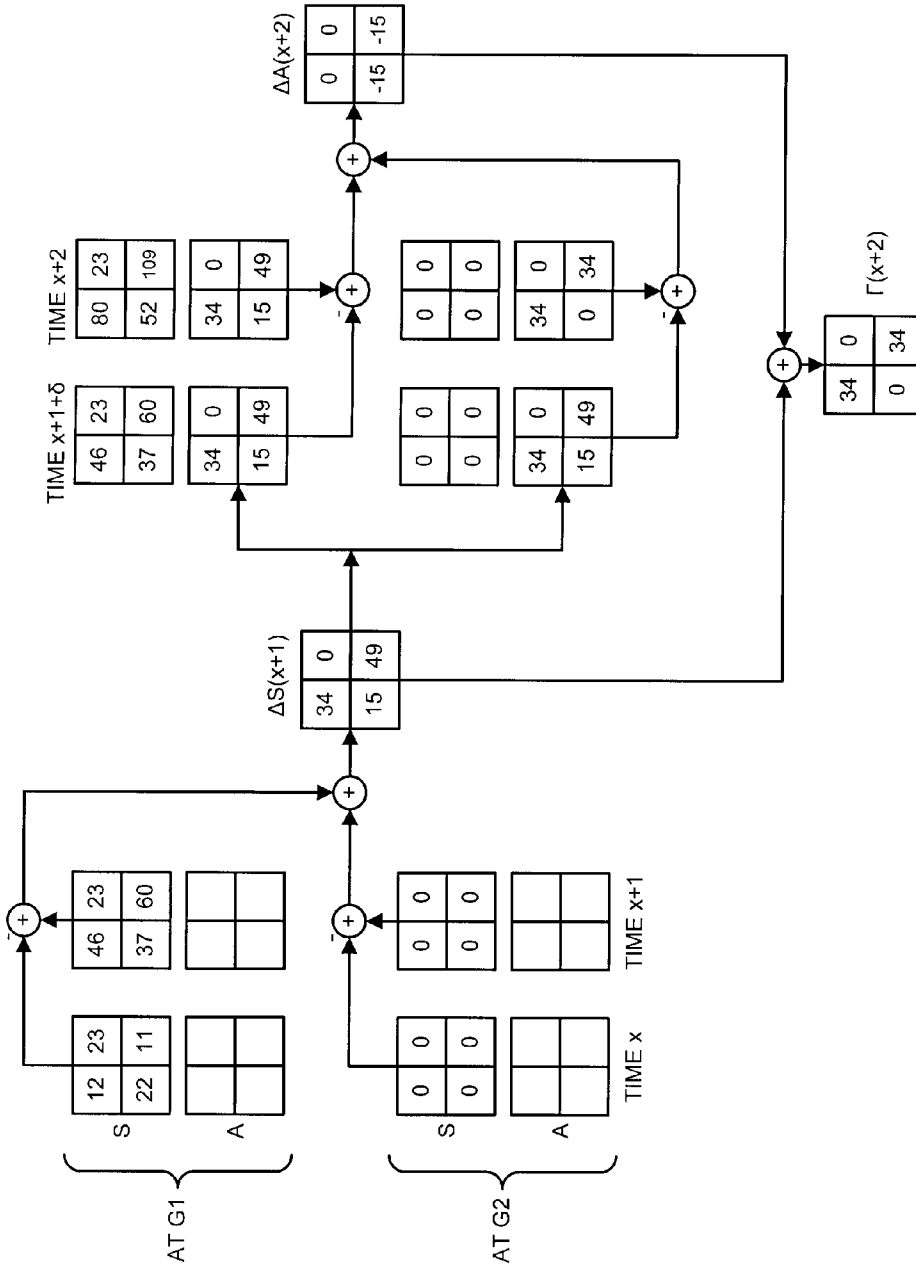 TIME x+1+δ TIME x+2
12 23 46 23 46 23 80 23
S
22 11 37 60 37 60 52 109
AT G1
34 0 34 0
A
15 49 15 49
ΔS(x+1) ΔA(x+2)
34 0 0 0
15 49 -15 -15
0 0 0 0 0 0 0 0
S
0 0 0 0 0 0 0 0
AT G2
34 0 34 0
A
15 49 0 34
TIME x TIME x+1
34 0
0 34
Γ(x+2)